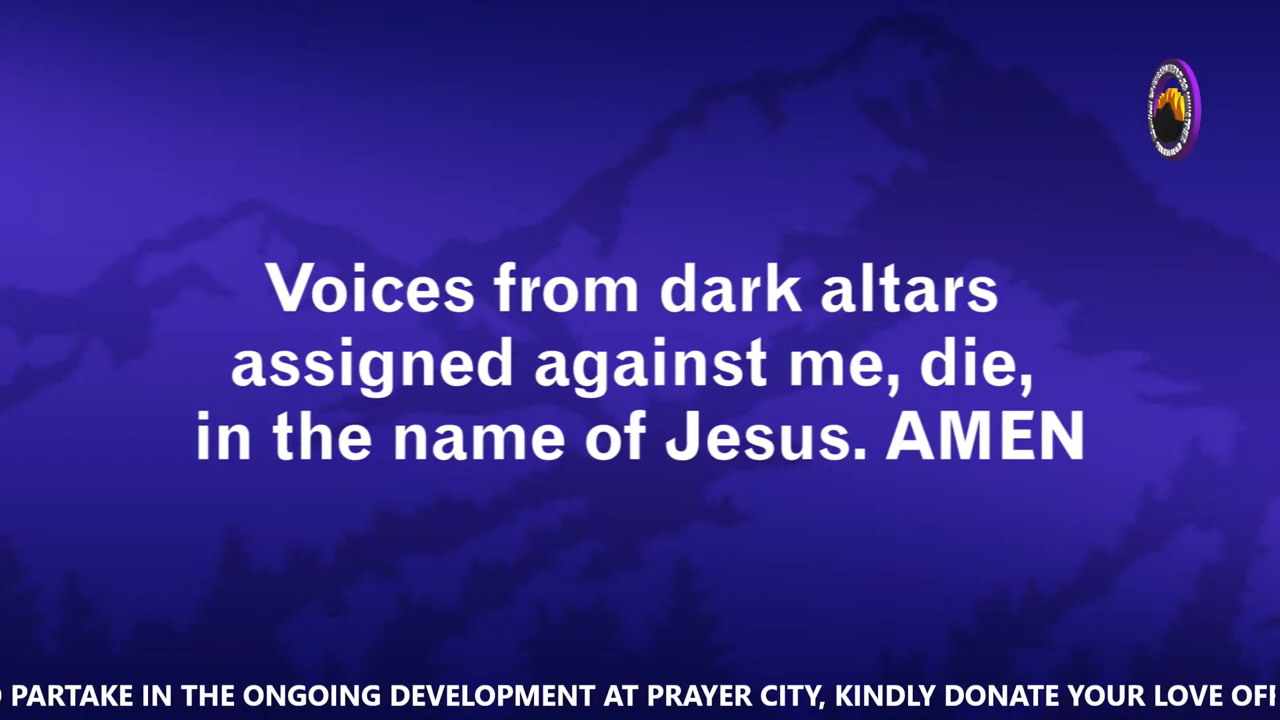 Voices from dark altars
assigned against me, die,
in the name of Jesus. AMEN
PARTAKE IN THE ONGOING DEVELOPMENT AT PRAYER CITY, KINDLY DONATE YOUR LOVE